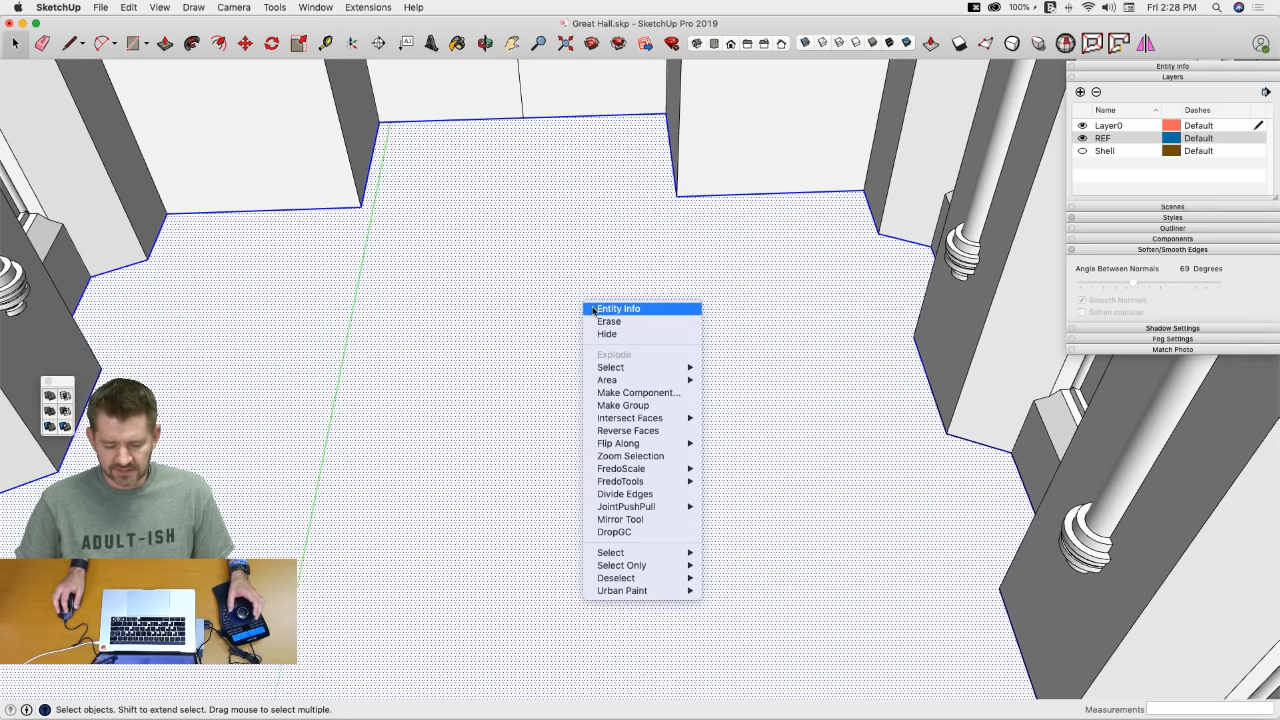 SketchUp File Edit View Draw Camera Tools Window Extensions Help 100% Fri 2:28 PM
Great Hall.skp - SketchUp Pro 2019
Entity Info
Layers
Name Dashes
Layer0 Default
REF Default
Shell Default
Scenes
Styles
Outliner
Components
Soften/Smooth Edges
Angle Between Normals 69 Degrees
Smooth Normals
Soften coplanar
Shadow Settings
Fog Settings
Match Photo
Entity Info
Erase
Hide
Explode
Select
Area
Make Component...
Make Group
Intersect Faces
Reverse Faces
Flip Along
Zoom Selection
FredoScale
FredoTools
Divide Edges
JointPushPull
Mirror Tool
DropGC
Select
Select Only
Deselect
Urban Paint
ADULT-ISH
Select objects. Shift to extend select. Drag mouse to select multiple. Measurements